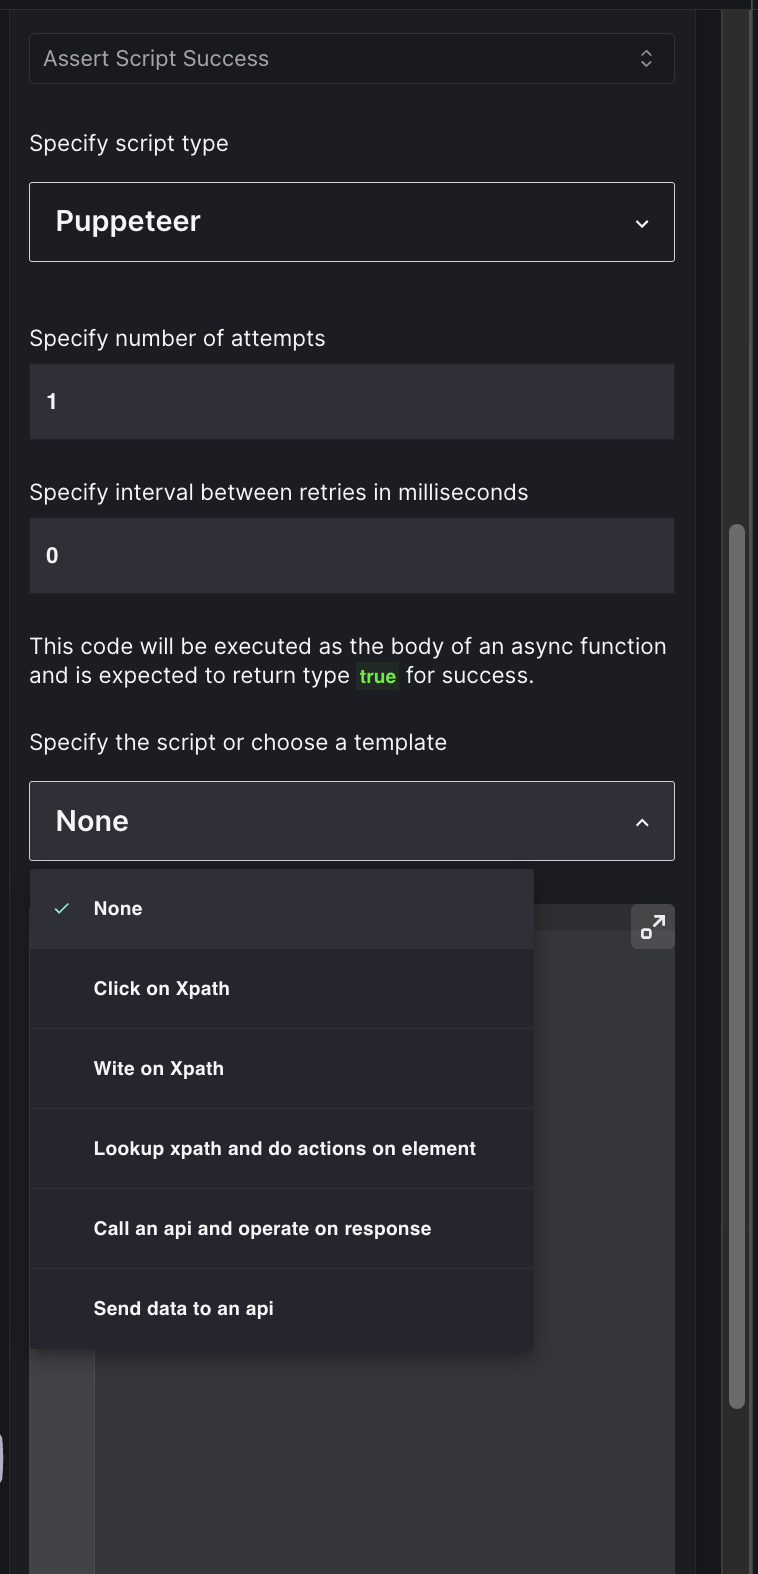 Assert Script Success
Specify script type
Puppeteer
Specify number of attempts
1
Specify interval between retries in milliseconds
0
This code will be executed as the body of an async function
and is expected to return type true for success.
Specify the script or choose a template
None
None
Click on Xpath
Wite on Xpath
Lookup xpath and do actions on element
Call an api and operate on response
Send data to an api